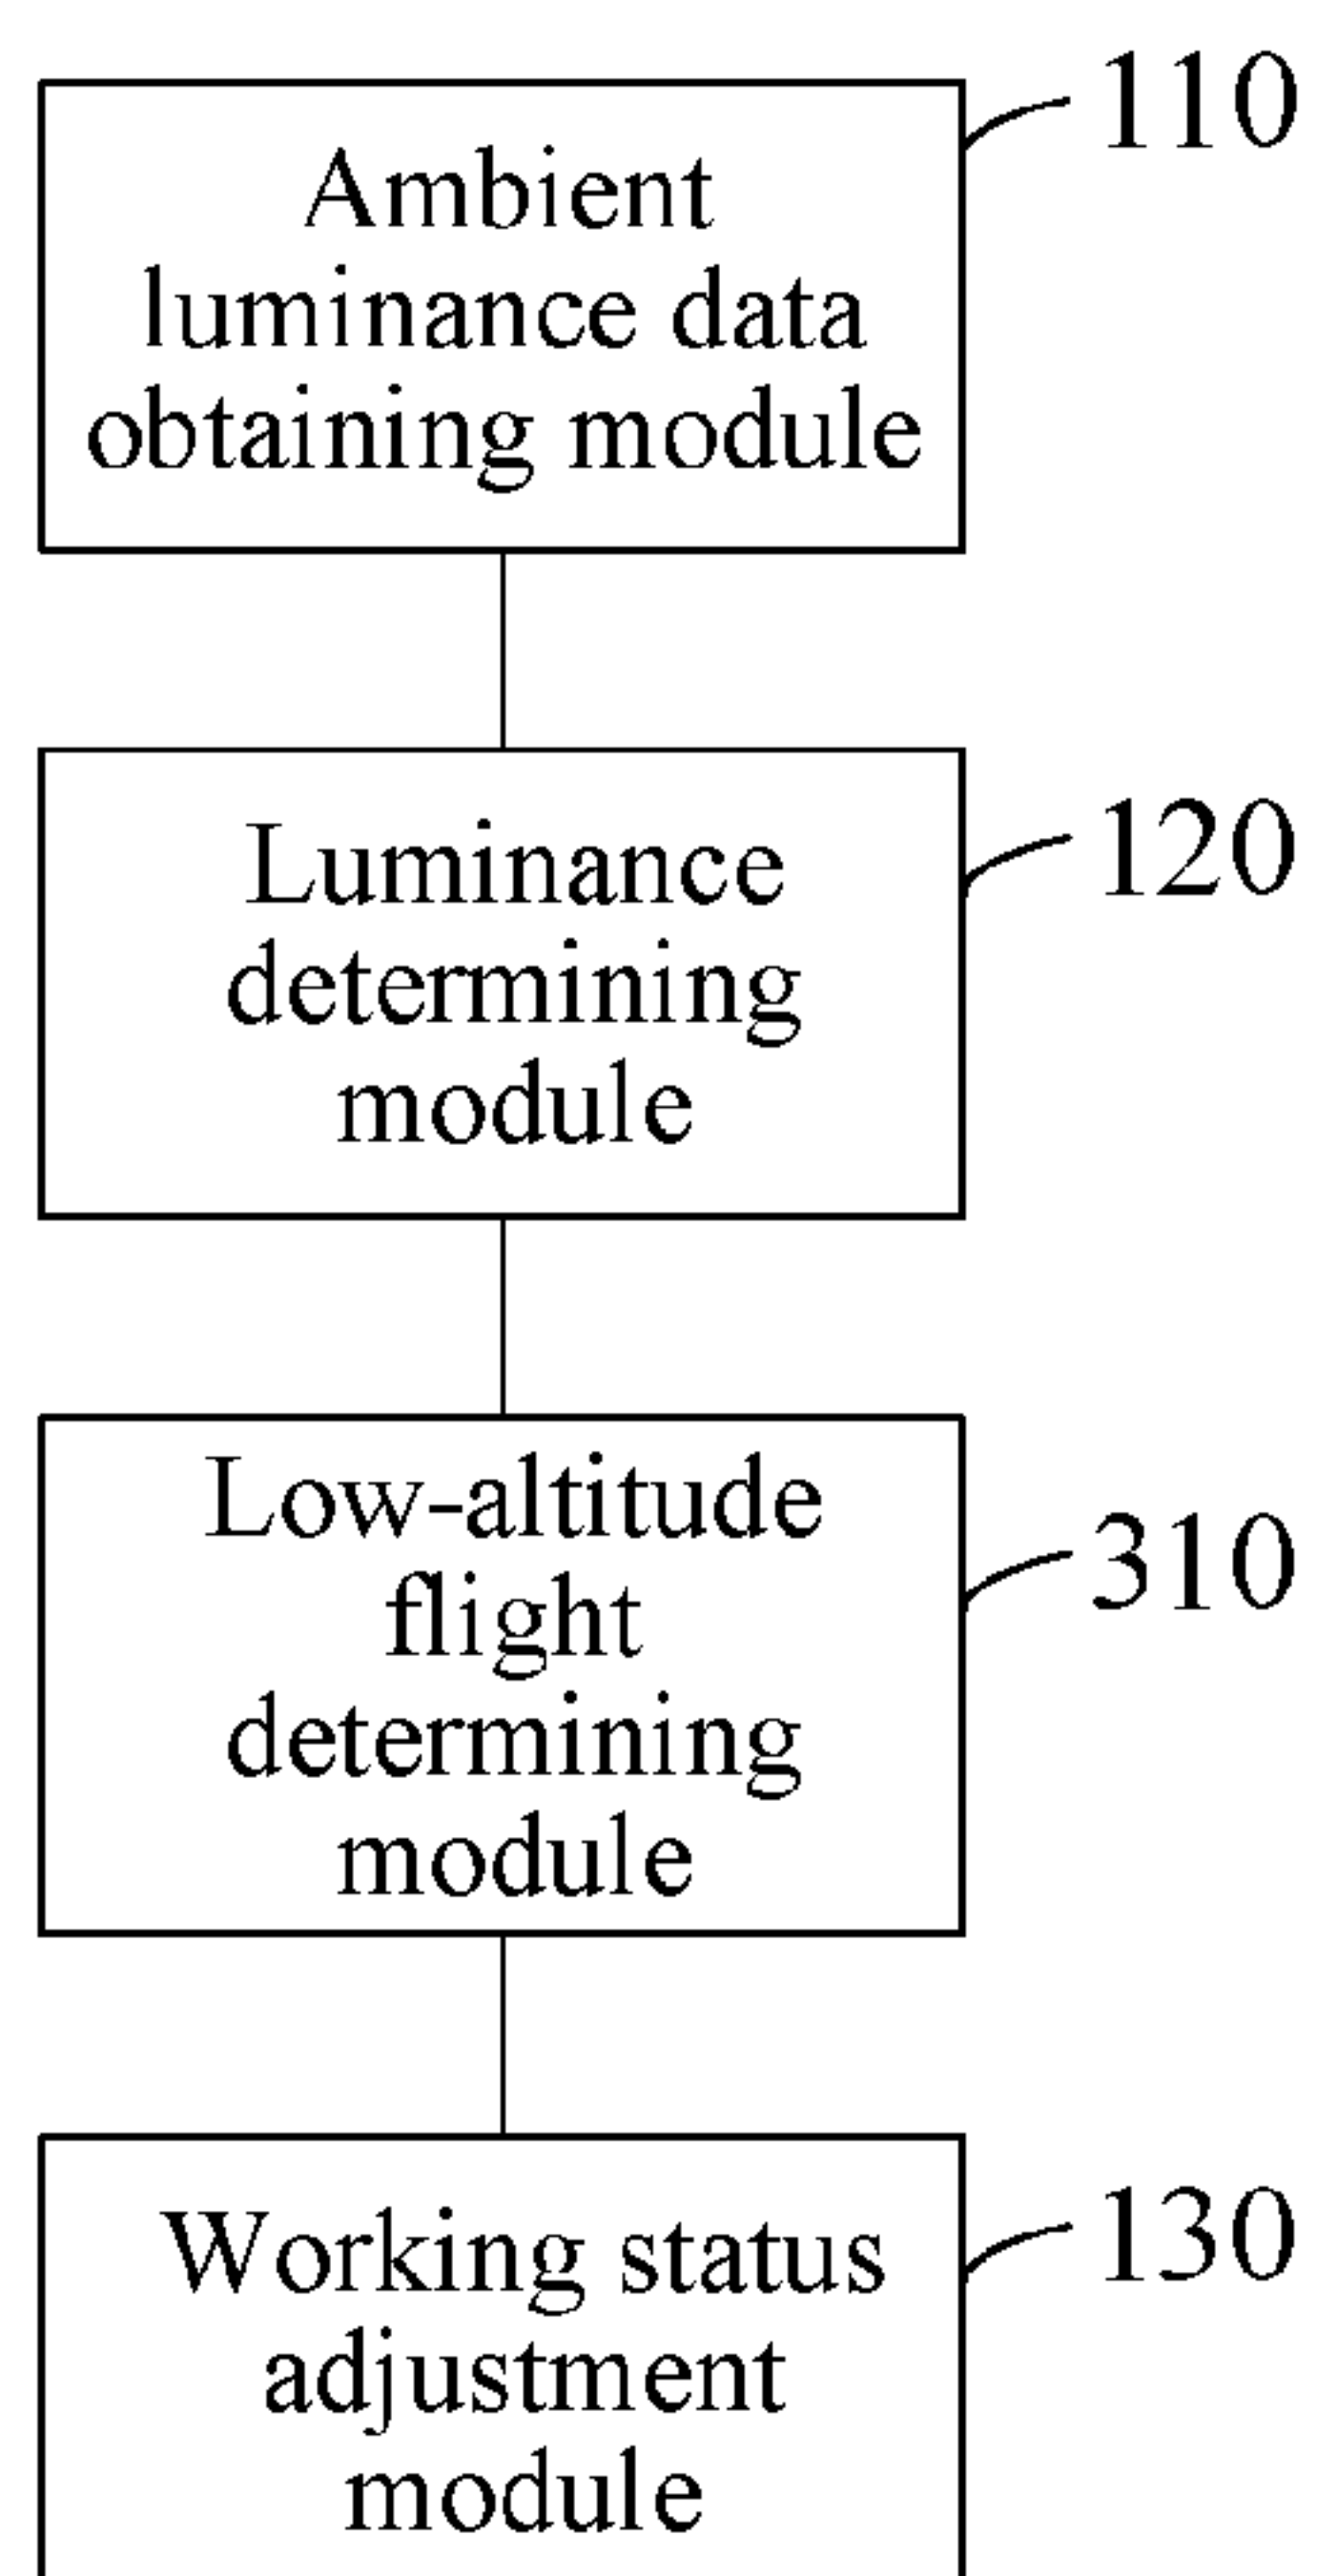 110
Ambient
luminance data
obtaining module
120
Luminance
determining
module
310
Low-altitude
flight
determining
module
130
Working status
adjustment
module